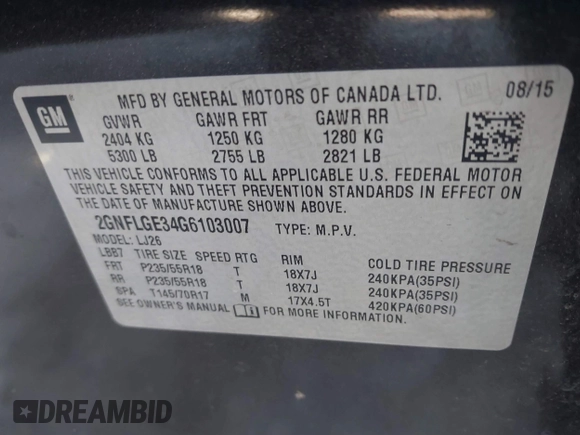 GM
MFD BY GENERAL MOTORS OF CANADA LTD. 08/15
GVWR GAWR FRT GAWR RR
2404 KG 1250 KG 1280 KG
5300 LB 2755 LB 2821 LB
THIS VEHICLE CONFORMS TO ALL APPLICABLE U.S. FEDERAL MOTOR
VEHICLE SAFETY AND THEFT PREVENTION STANDARDS IN EFFECT ON
THE DATE OF MANUFACTURE SHOWN ABOVE.
2GNFLGE34G6103007 TYPE: M.P.V.
MODEL: LJ26
LBB7 TIRE SIZE SPEED RTG RIM COLD TIRE PRESSURE
FRT P235/55R18 T 18X7J 240KPA(35PSI)
RR P235/55R18 T 18X7J 240KPA(35PSI)
SPA T145/70R17 M 17X4.5T 420KPA(60PSI)
SEE OWNER'S MANUAL FOR MORE INFORMATION.
DREAMBID